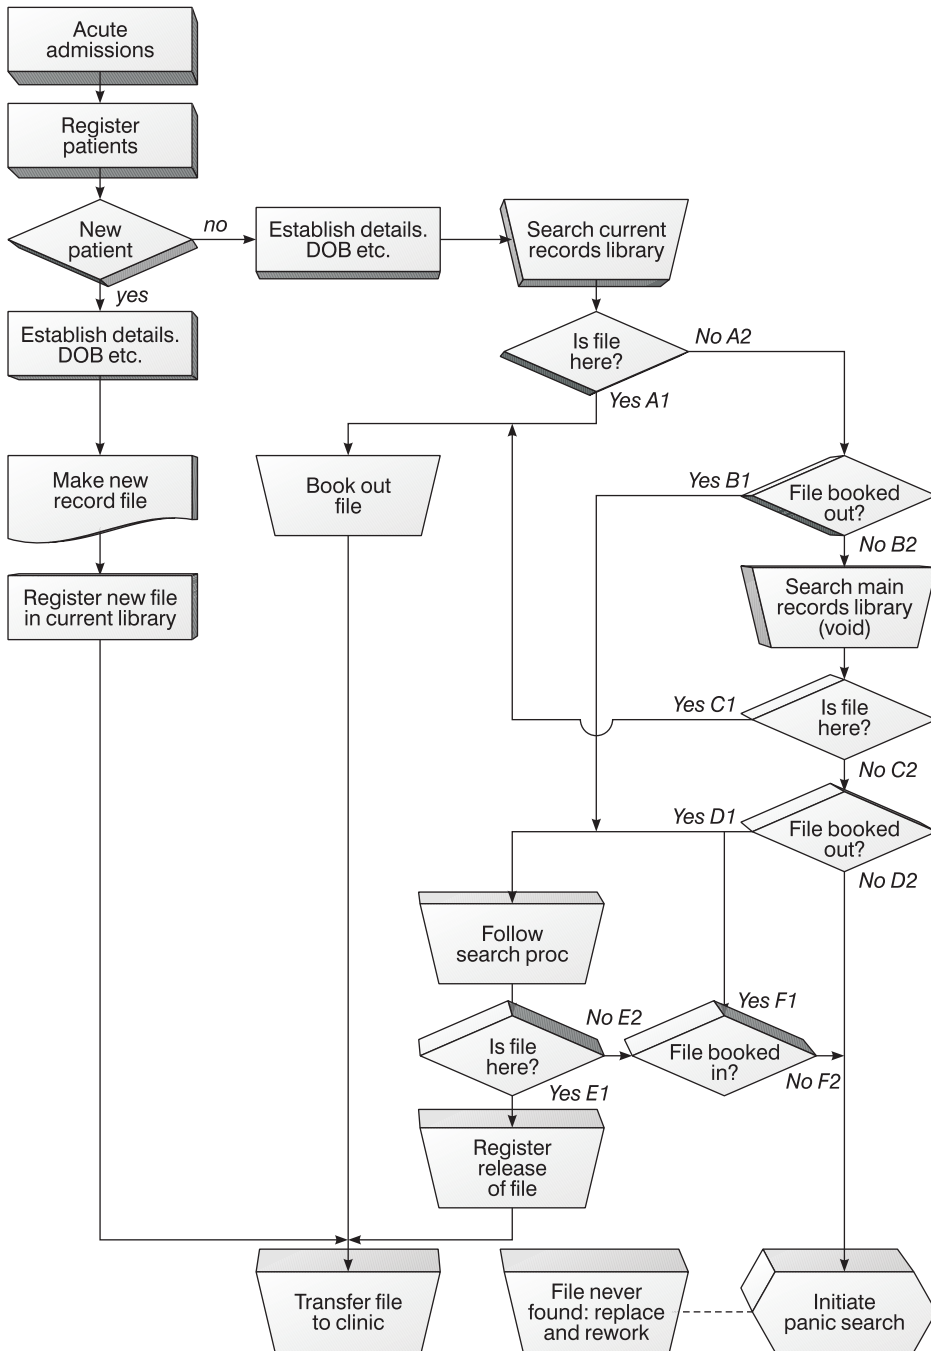 Acute
admissions
Register
patients
New
patient
no
yes
Establish details.
DOB etc.
Search current
records library
Establish details.
DOB etc.
Is file
here?
No A2
Yes A1
Make new
record file
Book out
file
Yes B1
File booked
out?
No B2
Register new file
in current library
Search main
records library
(void)
Yes C1
Is file
here?
No C2
Yes D1
File booked
out?
No D2
Follow
search proc
Is file
here?
No E2
Yes E1
Yes F1
File booked
in?
No F2
Register
release
of file
Transfer file
to clinic
File never
found: replace
and rework
Initiate
panic search